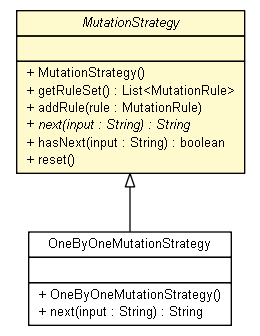 MutationStrategy
+ MutationStrategy()
+ getRuleSet() : List<MutationRule>
+ addRule(rule : MutationRule)
+ next(input : String) : String
+ hasNext(input : String) : boolean
+ reset()
OneByOneMutationStrategy
+ OneByOneMutationStrategy()
+ next(input : String) : String